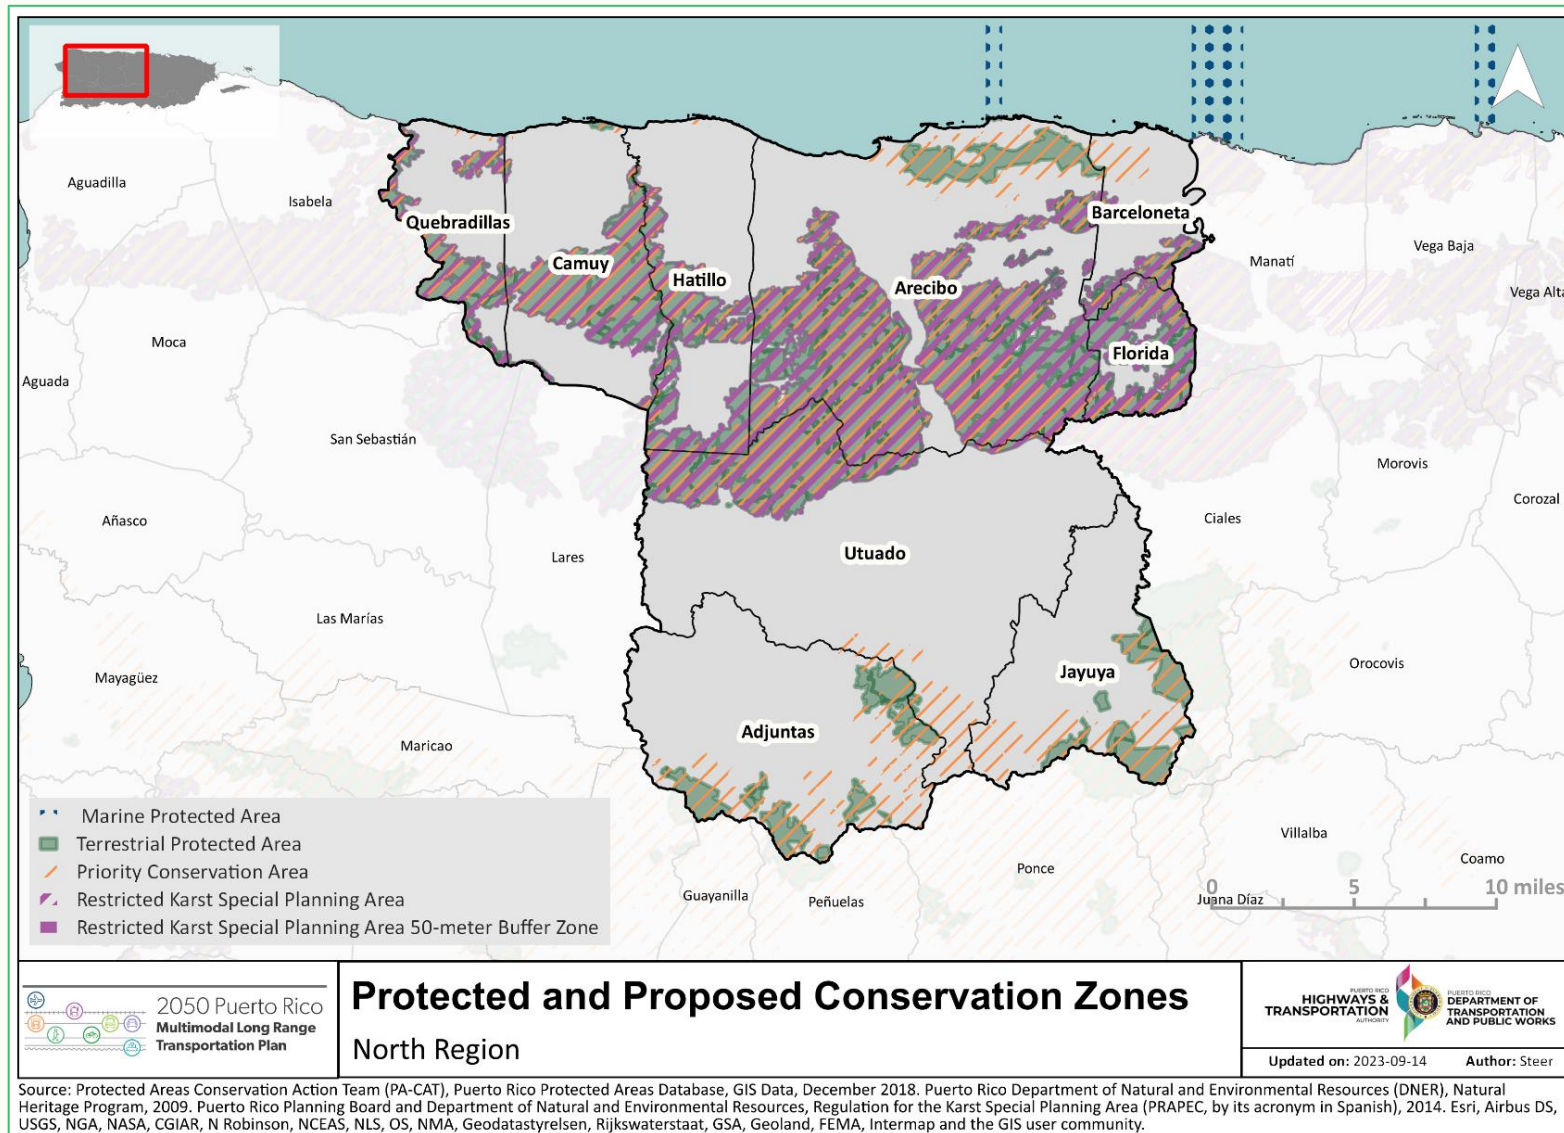 Aguadilla
Isabela
Quebradillas
Camuy
Hatillo
Arecibo
Barceloneta
Manatí
Vega Baja
Vega Alta
Moca
Aguada
Florida
San Sebastián
Morovis
Corozal
Añasco
Ciales
Lares
Utuado
Las Marías
Mayagüez
Jayuya
Orocovis
Adjuntas
Maricao
Villalba
Coamo
Ponce
Guayanilla
Peñuelas
Juana Díaz
0 5 10 miles
Marine Protected Area
Terrestrial Protected Area
Priority Conservation Area
Restricted Karst Special Planning Area
Restricted Karst Special Planning Area 50-meter Buffer Zone
2050 Puerto Rico
Multimodal Long Range
Transportation Plan
Protected and Proposed Conservation Zones
North Region
PUERTO RICO
HIGHWAYS &
TRANSPORTATION
AUTHORITY
PUERTO RICO
DEPARTMENT OF
TRANSPORTATION
AND PUBLIC WORKS
Updated on: 2023-09-14 Author: Steer
Source: Protected Areas Conservation Action Team (PA-CAT), Puerto Rico Protected Areas Database, GIS Data, December 2018. Puerto Rico Department of Natural and Environmental Resources (DNER), Natural
Heritage Program, 2009. Puerto Rico Planning Board and Department of Natural and Environmental Resources, Regulation for the Karst Special Planning Area (PRAPEC, by its acronym in Spanish), 2014. Esri, Airbus DS,
USGS, NGA, NASA, CGIAR, N Robinson, NCEAS, NLS, OS, NMA, Geodatastyrelsen, Rijkswaterstaat, GSA, Geoland, FEMA, Intermap and the GIS user community.